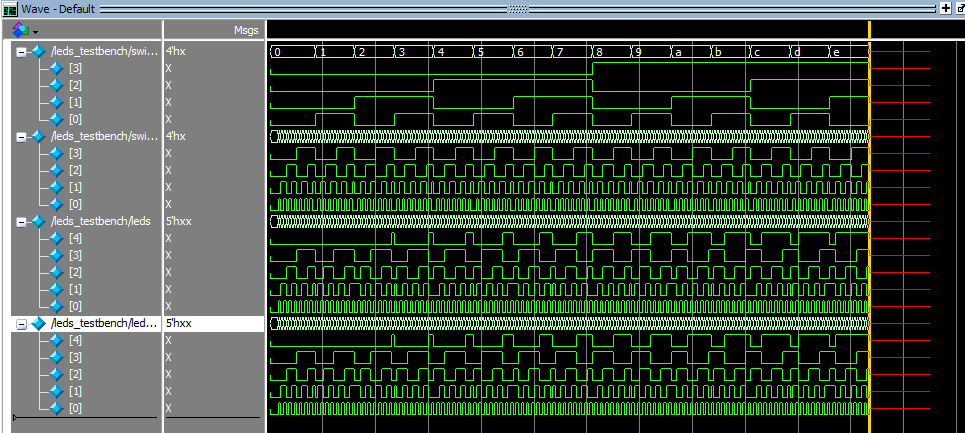 Wave - Default
Msgs
/leds_testbench/swi... 4'hx 0 1 2 3 4 5 6 7 8 9 a b c d e
[3] X
[2] X
[1] X
[0] X
/leds_testbench/swi... 4'hx
[3] X
[2] X
[1] X
[0] X
/leds_testbench/leds 5'hxx
[4] X
[3] X
[2] X
[1] X
[0] X
/leds_testbench/led... 5'hxx
[4] X
[3] X
[2] X
[1] X
[0] X